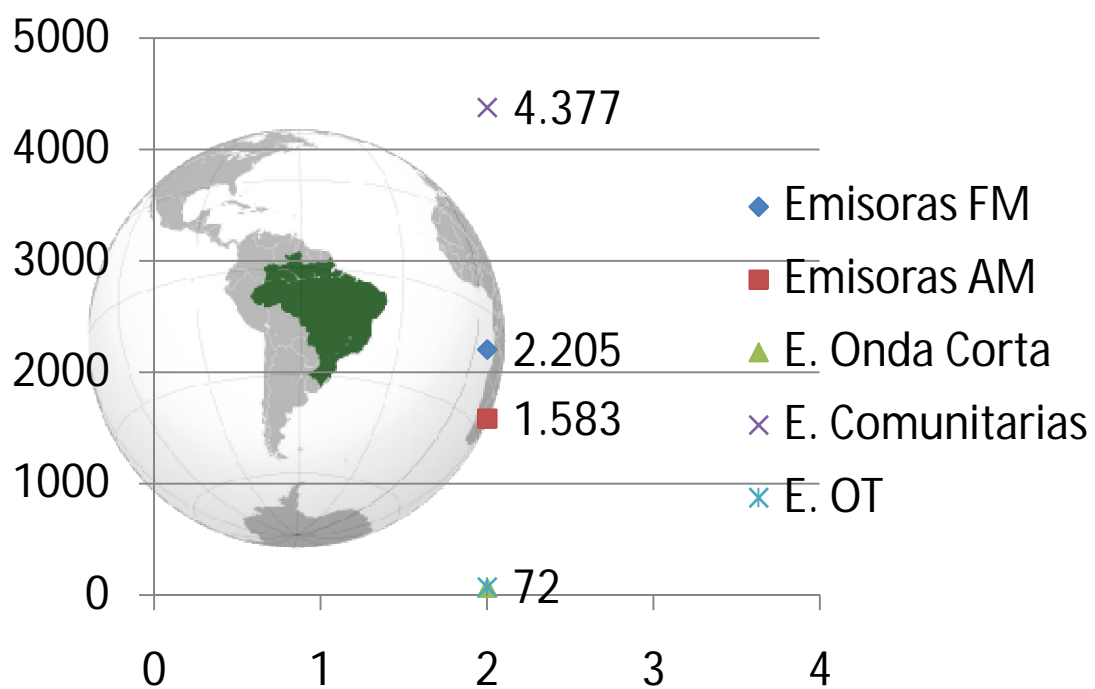 5000
4.377
4000
Emisoras FM
3000
Emisoras AM
2.205
E. Onda Corta
2000
1.583
E. Comunitarias
1000
E. OT
72
0
0 1 2 3 4